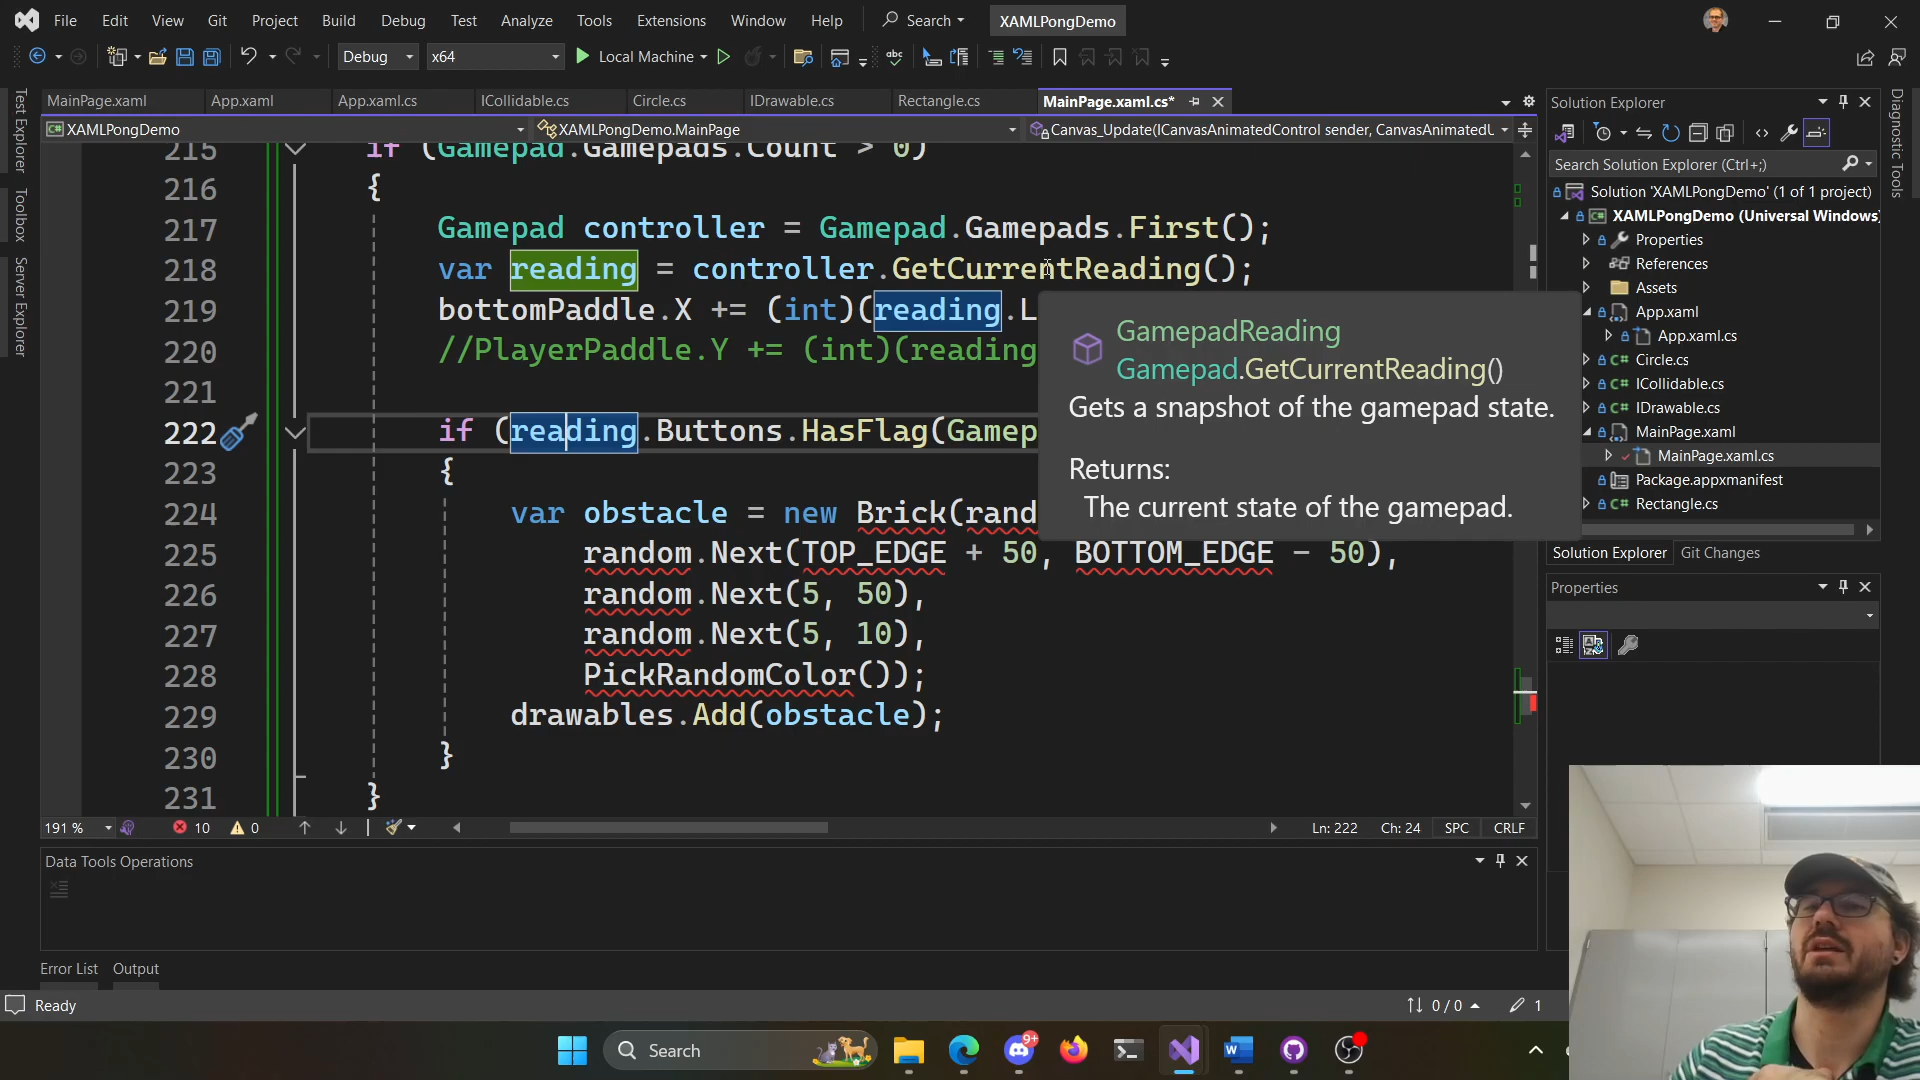 File Edit View Git Project Build Debug Test Analyze Tools Extensions Window Help Search XAMLPongDemo
Debug x64 Local Machine
MainPage.xaml App.xaml App.xaml.cs ICollidable.cs Circle.cs IDrawable.cs Rectangle.cs MainPage.xaml.cs*
XAMLPongDemo XAMLPongDemo.MainPage Canvas_Update(ICanvasAnimatedControl sender, CanvasAnimatedU
Test Explorer
Toolbox
Server Explorer
215 if (Gamepad.Gamepads.Count > 0)
216 {
217 Gamepad controller = Gamepad.Gamepads.First();
218 var reading = controller.GetCurrentReading();
219 bottomPaddle.X += (int)(reading.L
220 //PlayerPaddle.Y += (int)(reading
221
222 if (reading.Buttons.HasFlag(Gamep
223 {
224 var obstacle = new Brick(rand
225 random.Next(TOP_EDGE + 50, BOTTOM_EDGE - 50),
226 random.Next(5, 50),
227 random.Next(5, 10),
228 PickRandomColor());
229 drawables.Add(obstacle);
230 }
231 }
GamepadReading
Gamepad.GetCurrentReading()
Gets a snapshot of the gamepad state.
Returns:
The current state of the gamepad.
191 % 10 0 Ln: 222 Ch: 24 SPC CRLF
Data Tools Operations
Error List Output
Ready 0 / 0 1
Solution Explorer
Search Solution Explorer (Ctrl+;)
Solution 'XAMLPongDemo' (1 of 1 project)
XAMLPongDemo (Universal Windows)
Properties
References
Assets
App.xaml
App.xaml.cs
C# Circle.cs
C# ICollidable.cs
C# IDrawable.cs
MainPage.xaml
MainPage.xaml.cs
Package.appxmanifest
C# Rectangle.cs
Solution Explorer Git Changes
Properties
Diagnostic Tools
Search
9+